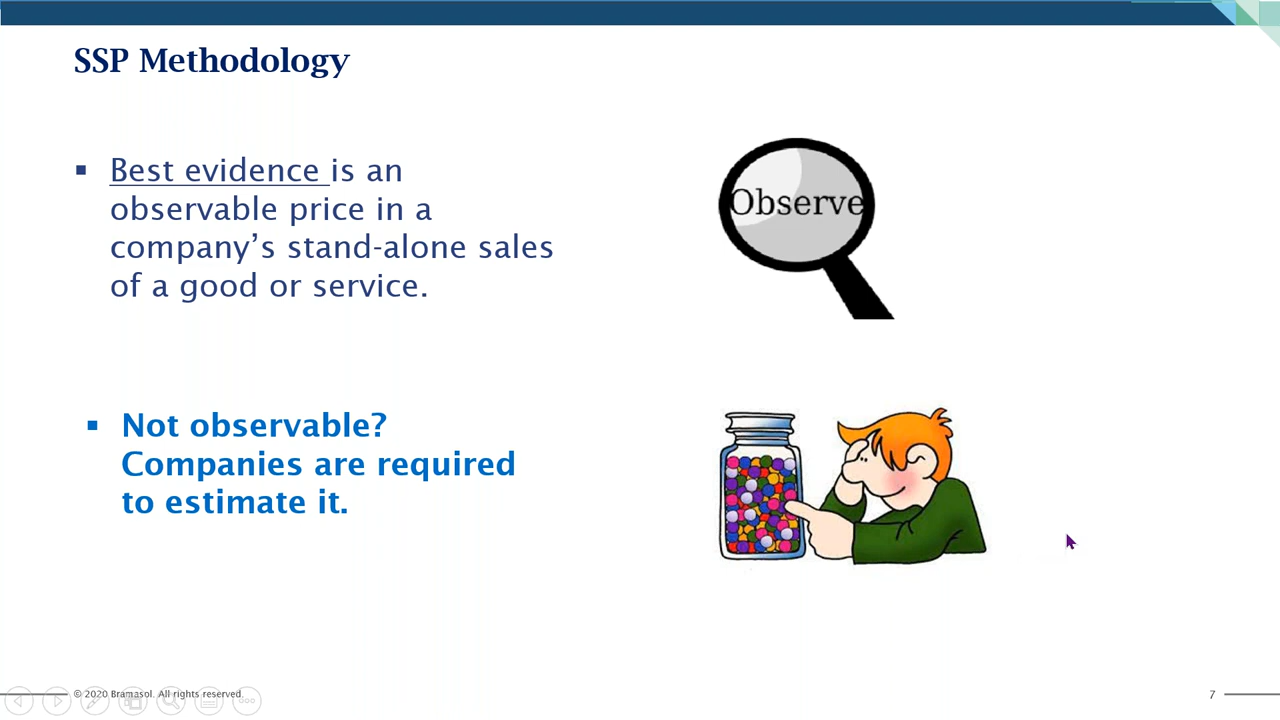 SSP Methodology
▪ Best evidence is an
observable price in a
company’s stand-alone sales
of a good or service.
Observe
▪ Not observable?
Companies are required
to estimate it.
© 2020 Bramasol. All rights reserved.
7